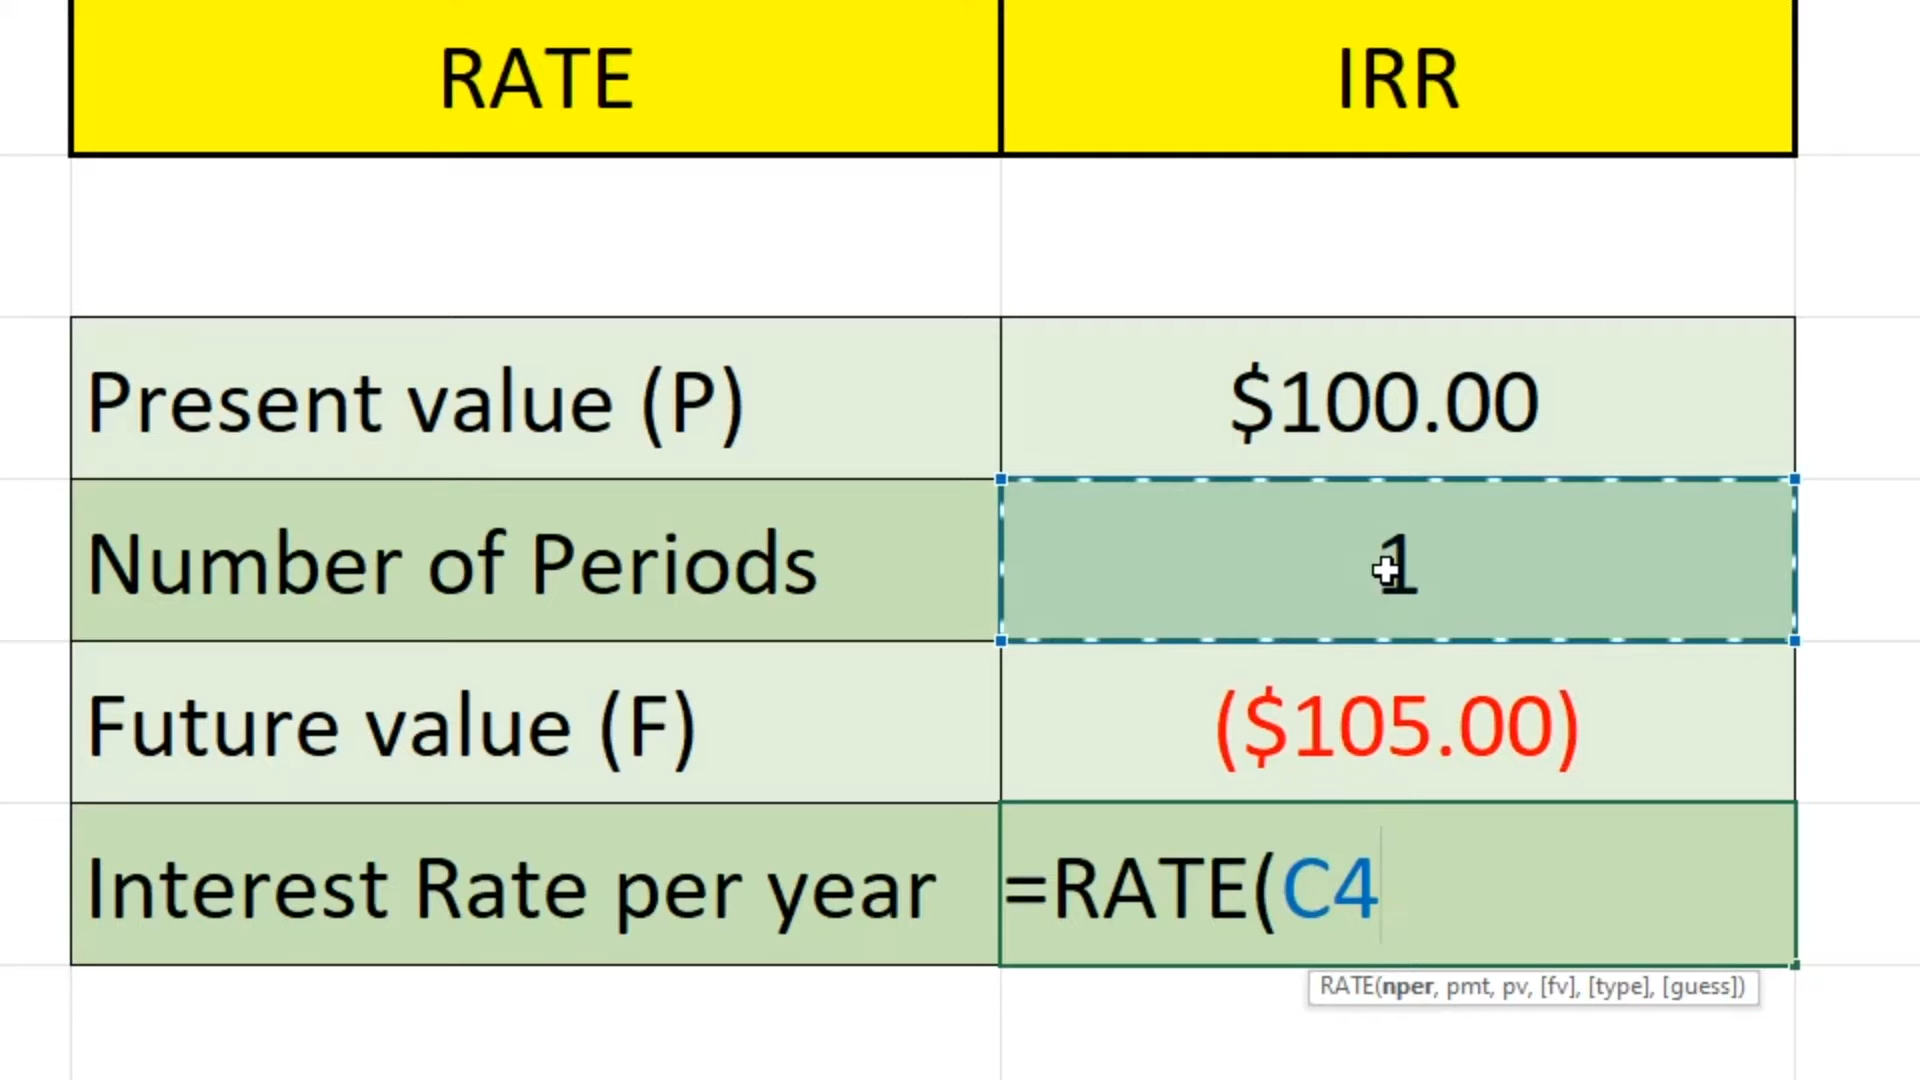 RATE IRR
Present value (P) $100.00
Number of Periods 1
Future value (F) ($105.00)
Interest Rate per year =RATE(C4
RATE(nper, pmt, pv, [fv], [type], [guess])